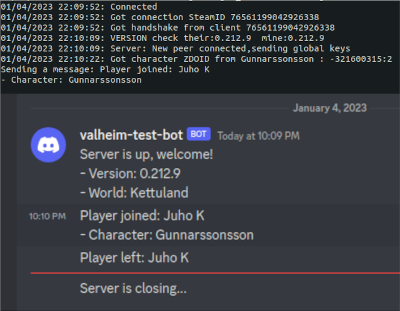 01/04/2023 22:09:52: Connected
01/04/2023 22:09:52: Got connection SteamID 76561199042926338
01/04/2023 22:09:52: Got handshake from client 76561199042926338
01/04/2023 22:10:09: VERSION check their:0.212.9  mine:0.212.9
01/04/2023 22:10:09: Server: New peer connected,sending global keys
01/04/2023 22:10:22: Got character ZDOID from Gunnarssonsson : -321600315:2
Sending a message: Player joined: Juho K
- Character: Gunnarssonsson
January 4, 2023
valheim-test-bot BOT Today at 10:09 PM
Server is up, welcome!
- Version: 0.212.9
- World: Kettuland
10:10 PM Player joined: Juho K
- Character: Gunnarssonsson
Player left: Juho K
Server is closing...